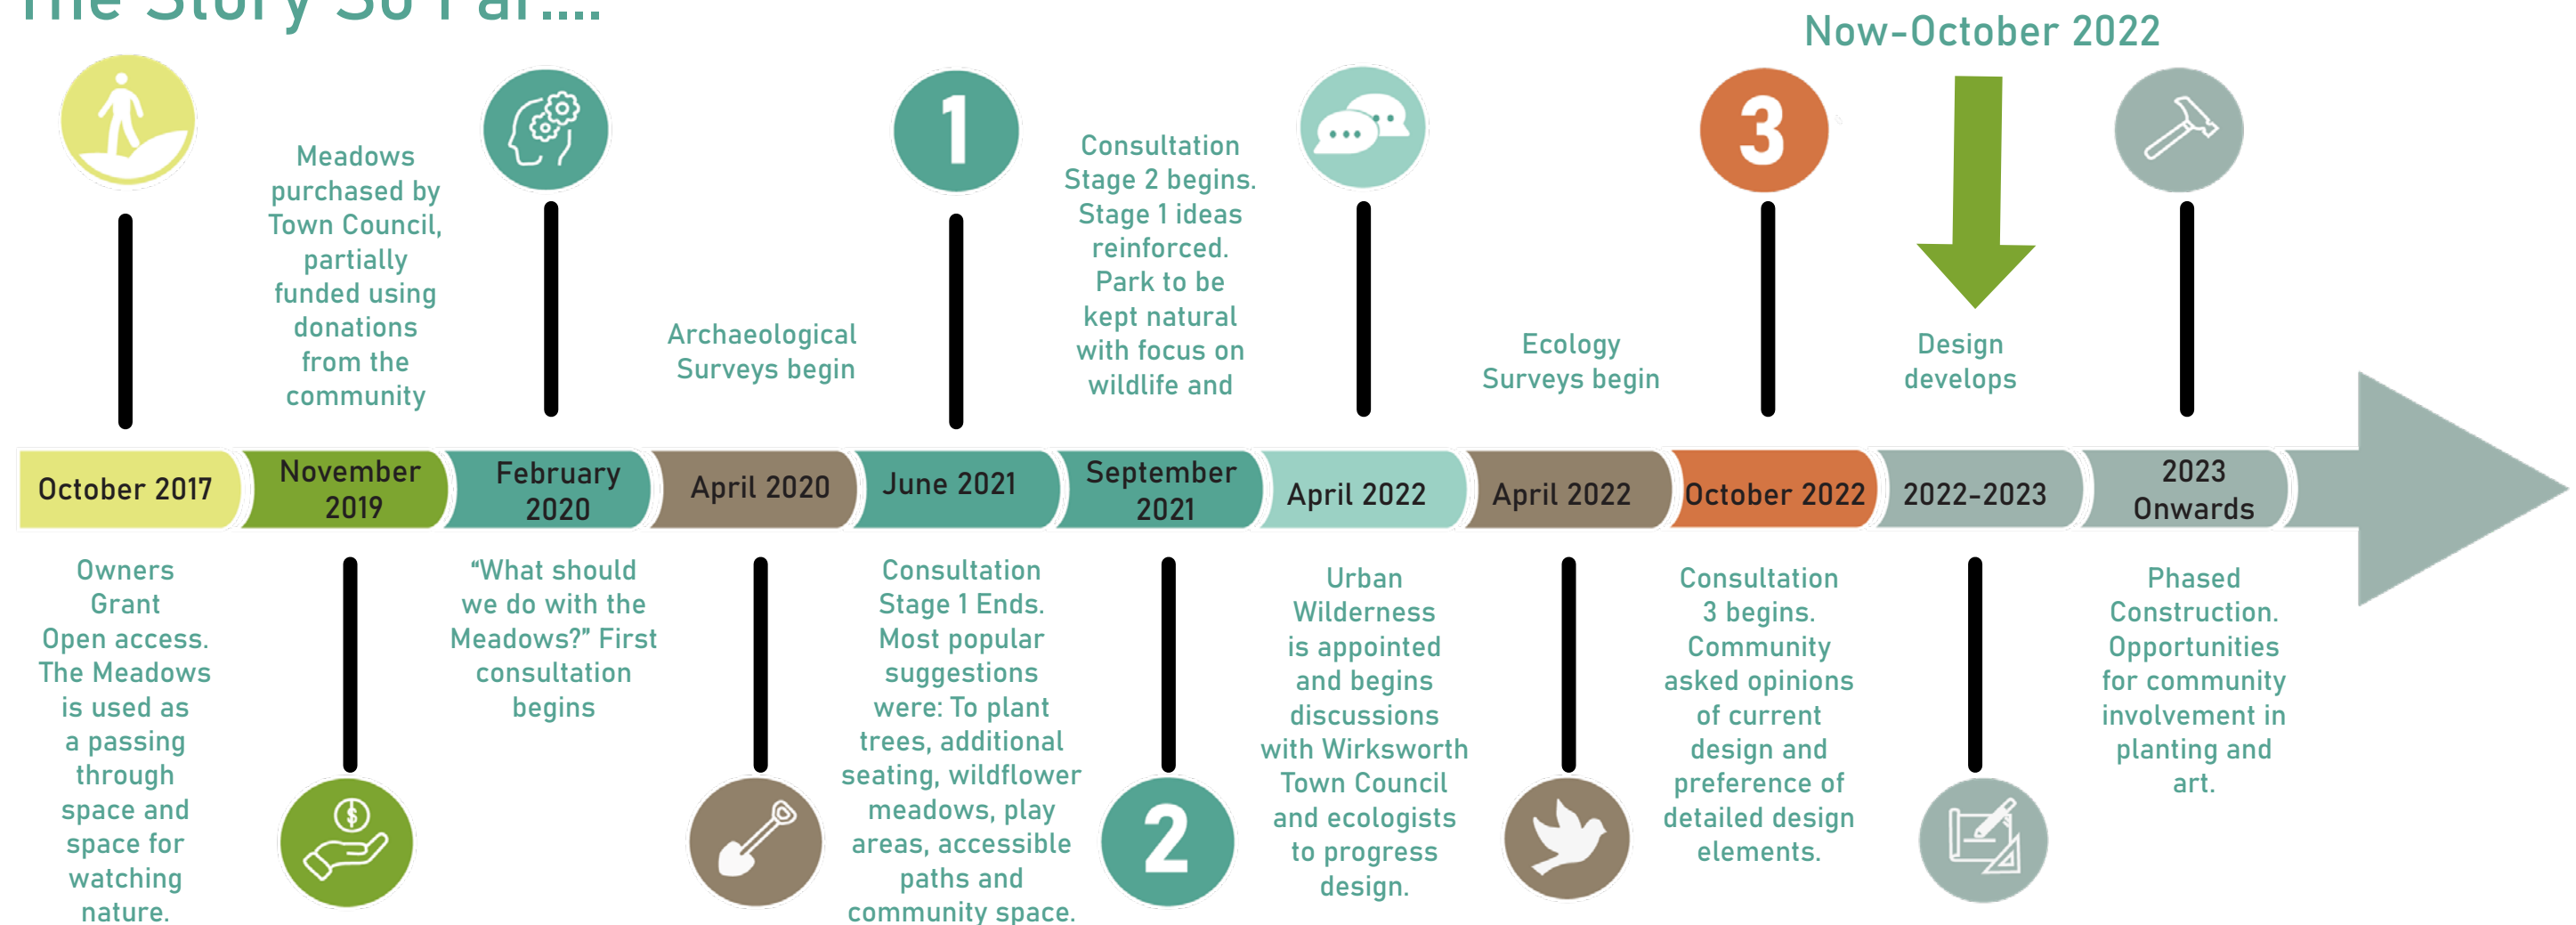 The Story So Far....
Now-October 2022
1
3
Meadows
purchased by
Town Council,
partially
funded using
donations
from the
community
Archaeological
Surveys begin
Consultation
Stage 2 begins.
Stage 1 ideas
reinforced.
Park to be
kept natural
with focus on
wildlife and
Ecology
Surveys begin
Design
develops
October 2017
November
2019
February
2020
April 2020
June 2021
September
2021
April 2022
April 2022
October 2022
2022-2023
2023
Onwards
Owners
Grant
Open access.
The Meadows
is used as
a passing
through
space and
space for
watching
nature.
$
“What should
we do with the
Meadows?” First
consultation
begins
Consultation
Stage 1 Ends.
Most popular
suggestions
were: To plant
trees, additional
seating, wildflower
meadows, play
areas, accessible
paths and
community space.
2
Urban
Wilderness
is appointed
and begins
discussions
with Wirksworth
Town Council
and ecologists
to progress
design.
Consultation
3 begins.
Community
asked opinions
of current
design and
preference of
detailed design
elements.
Phased
Construction.
Opportunities
for community
involvement in
planting and
art.